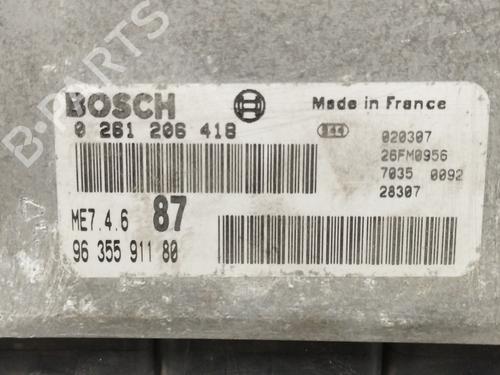 B-PARTS
BOSCH Made in France
0 261 206 418
020307
26FM0956
7035 0092
28307
ME7.4.6 87
96 355 911 80